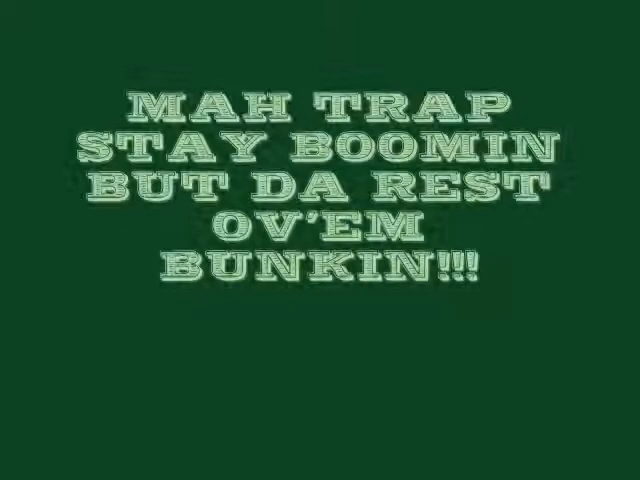 MAH TRAP
STAY BOOMIN
BUT DA REST
OV'EM
BUNKIN!!!